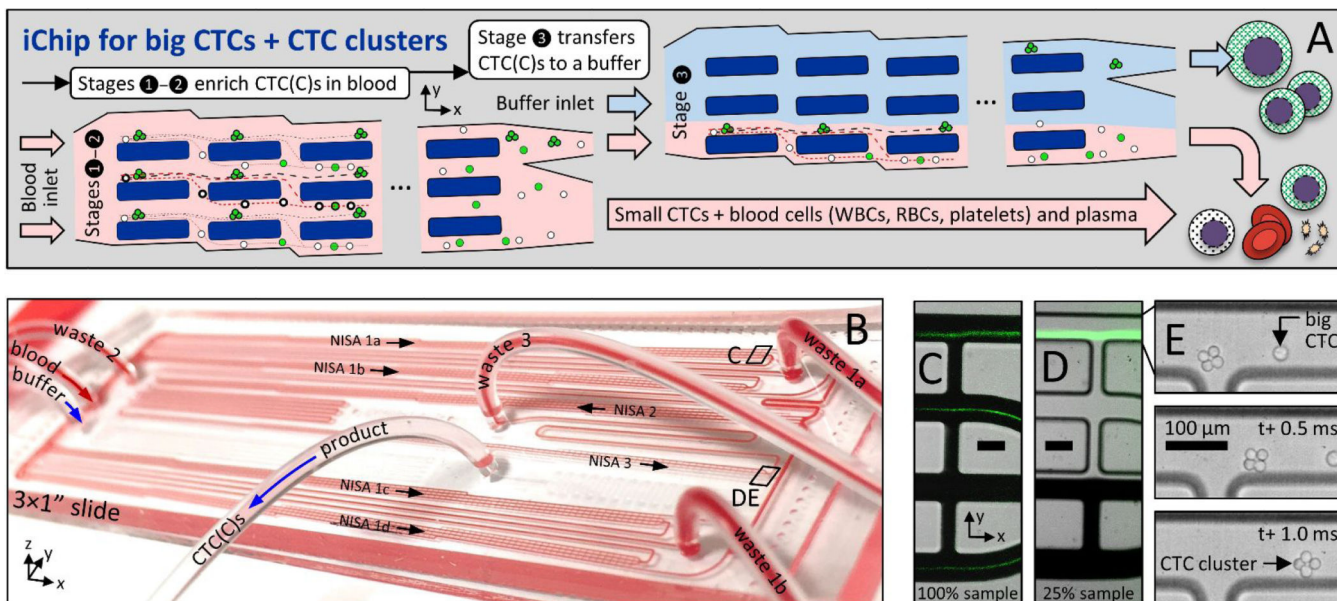 A
iChip for big CTCs + CTC clusters
Stages ❶–❷ enrich CTC(C)s in blood
Stage ❸ transfers
CTC(C)s to a buffer
y
x
Blood
inlet
Stages ❶–❷
...
Buffer inlet
Stage ❸
...
Small CTCs + blood cells (WBCs, RBCs, platelets) and plasma
B
waste 2
blood
buffer
NISA 1a
NISA 1b
waste 3
C
waste 1a
NISA 2
product
NISA 3
DE
CTC(C)s
NISA 1c
NISA 1d
waste 1b
3×1” slide
z
y
x
C
y
x
100% sample
D
25% sample
E
big
CTC
t+ 0.5 ms
100 µm
t+ 1.0 ms
CTC cluster